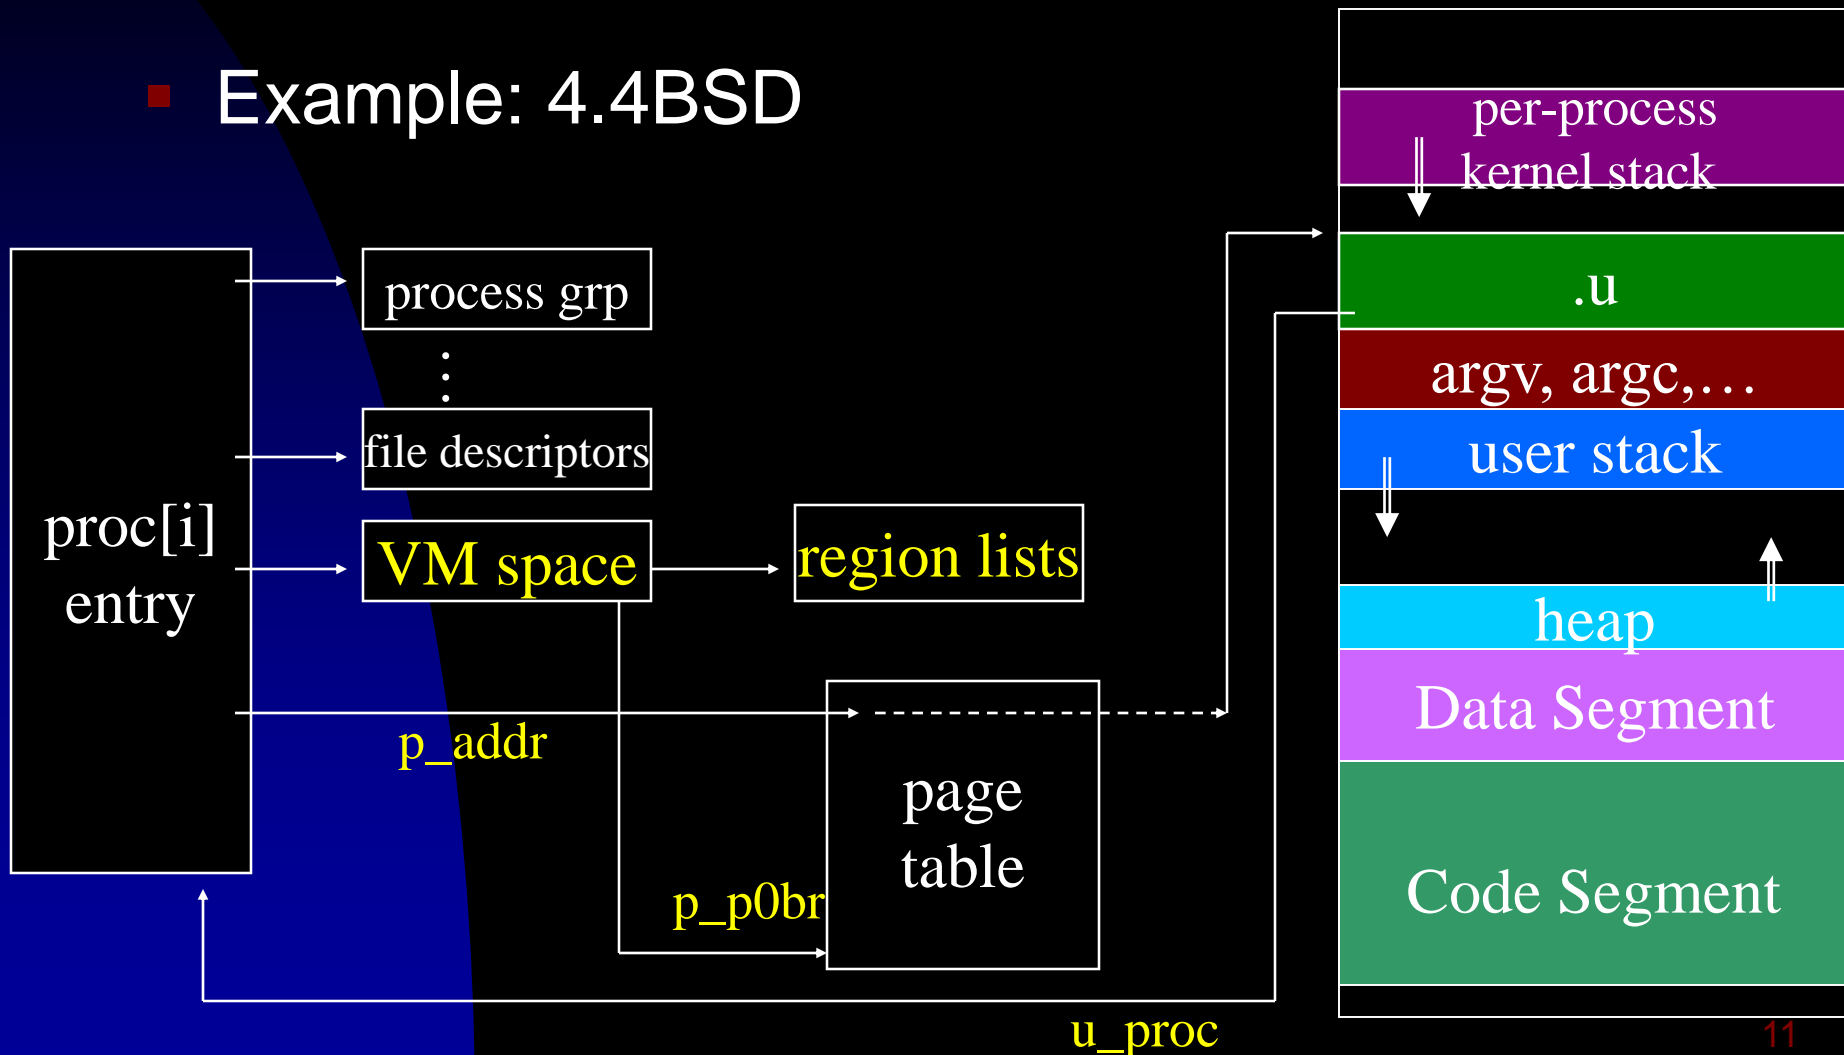 Example: 4.4BSD
per-process
kernel stack
.u
argv, argc,…
user stack
heap
Data Segment
Code Segment
process grp
file descriptors
proc[i]
entry
VM space
region lists
p_addr
page
table
p_p0br
u_proc
11